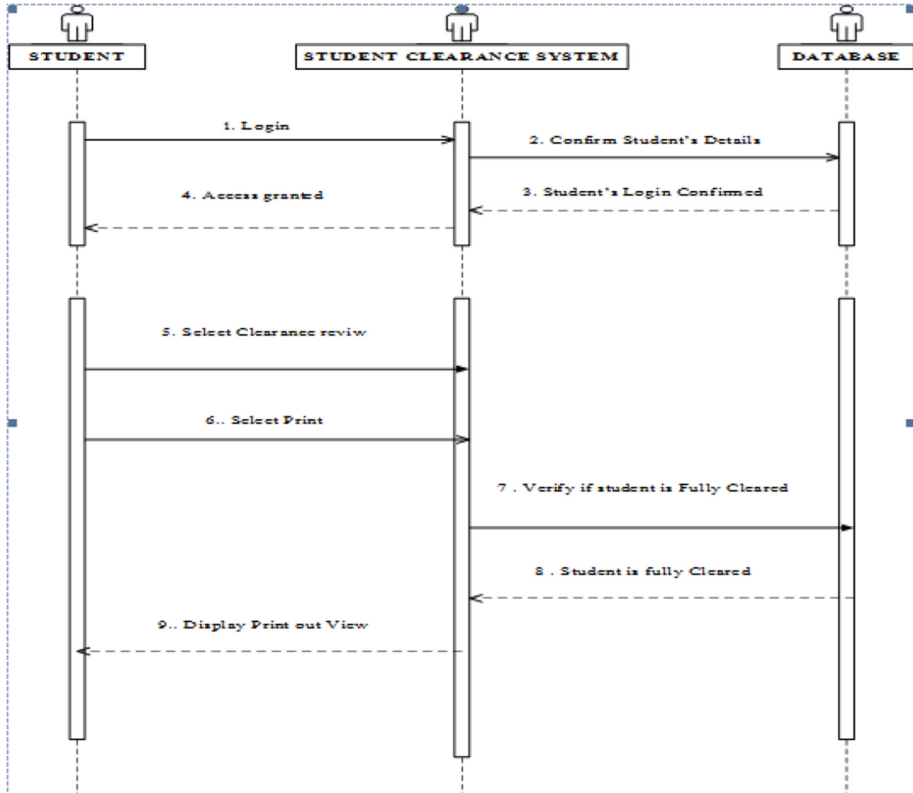 STUDENT
STUDENT CLEARANCE SYSTEM
DATABASE
1. Login
2. Confirm Student's Details
3. Student's Login Confirmed
4. Access granted
5. Select Clearance reviw
6.. Select Print
7 . Verify if student is Fully Cleared
8 . Student is fully Cleared
9.. Display Print out View